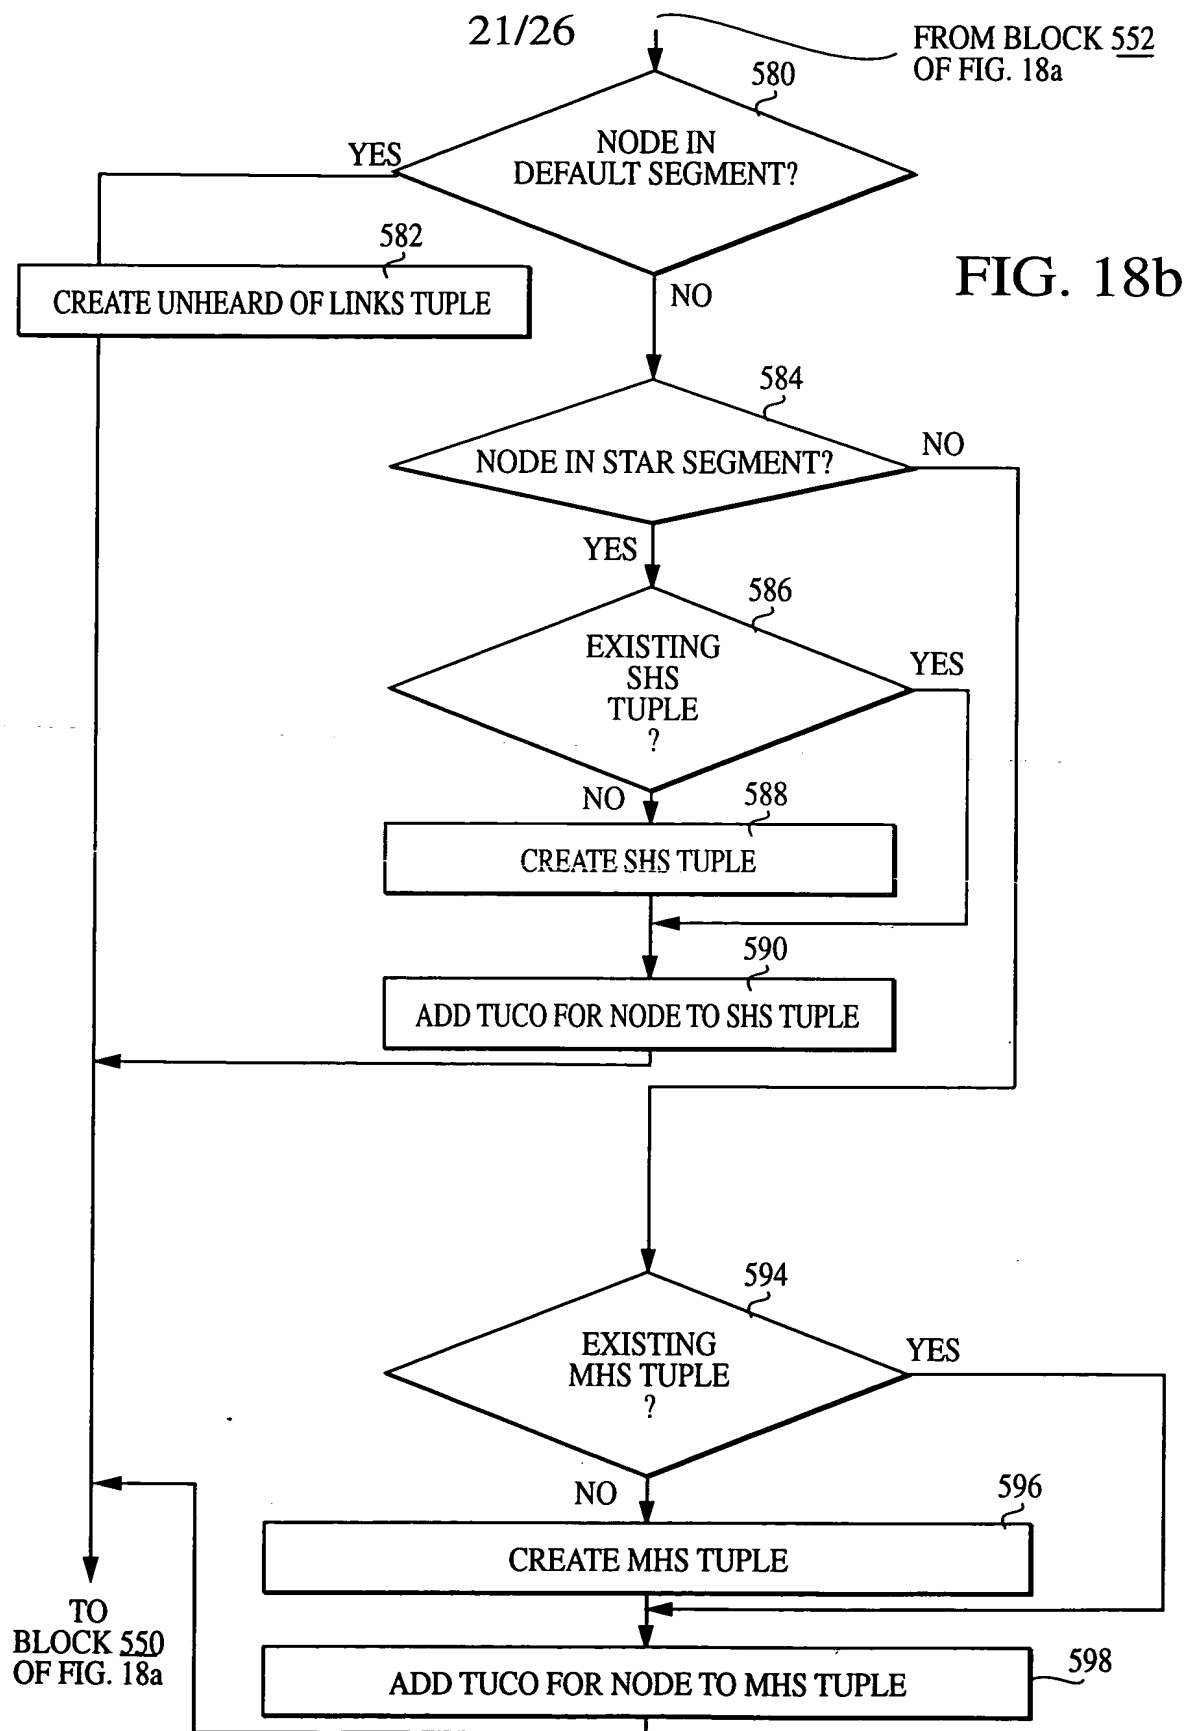 21/26
FROM BLOCK 552
OF FIG. 18a
580
NODE IN
DEFAULT SEGMENT?
YES
NO
582
CREATE UNHEARD OF LINKS TUPLE
FIG. 18b
584
NODE IN STAR SEGMENT?
NO
YES
586
EXISTING
SHS
TUPLE
?
YES
NO
588
CREATE SHS TUPLE
590
ADD TUCO FOR NODE TO SHS TUPLE
594
EXISTING
MHS TUPLE
?
YES
NO
596
CREATE MHS TUPLE
TO
BLOCK 550
OF FIG. 18a
598
ADD TUCO FOR NODE TO MHS TUPLE